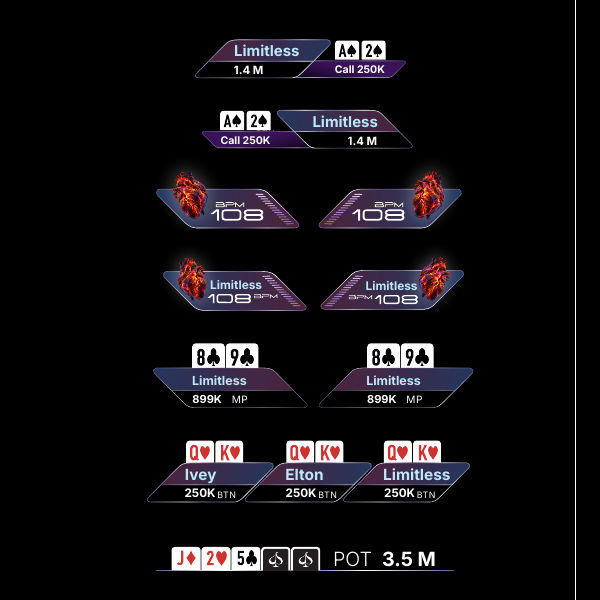 Limitless A♠ 2♠
1.4 M Call 250K
A♠ 2♠ Limitless
Call 250K 1.4 M
BPM BPM
108 108
Limitless Limitless
108 BPM BPM 108
8♣ 9♣ 8♣ 9♣
Limitless Limitless
899K MP 899K MP
Q♥ K♥ Q♥ K♥ Q♥ K♥
Ivey Elton Limitless
250K BTN 250K BTN 250K BTN
J♦ 2♥ 5♣ POT 3.5 M